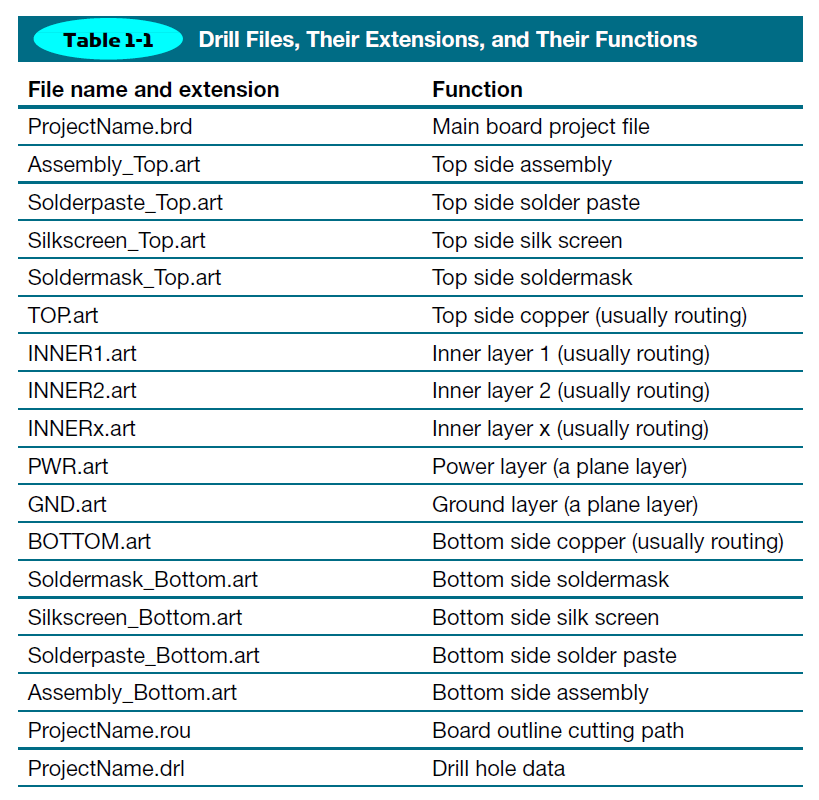 Table 1-1 Drill Files, Their Extensions, and Their Functions
File name and extension Function
ProjectName.brd Main board project file
Assembly_Top.art Top side assembly
Solderpaste_Top.art Top side solder paste
Silkscreen_Top.art Top side silk screen
Soldermask_Top.art Top side soldermask
TOP.art Top side copper (usually routing)
INNER1.art Inner layer 1 (usually routing)
INNER2.art Inner layer 2 (usually routing)
INNERx.art Inner layer x (usually routing)
PWR.art Power layer (a plane layer)
GND.art Ground layer (a plane layer)
BOTTOM.art Bottom side copper (usually routing)
Soldermask_Bottom.art Bottom side soldermask
Silkscreen_Bottom.art Bottom side silk screen
Solderpaste_Bottom.art Bottom side solder paste
Assembly_Bottom.art Bottom side assembly
ProjectName.rou Board outline cutting path
ProjectName.drl Drill hole data